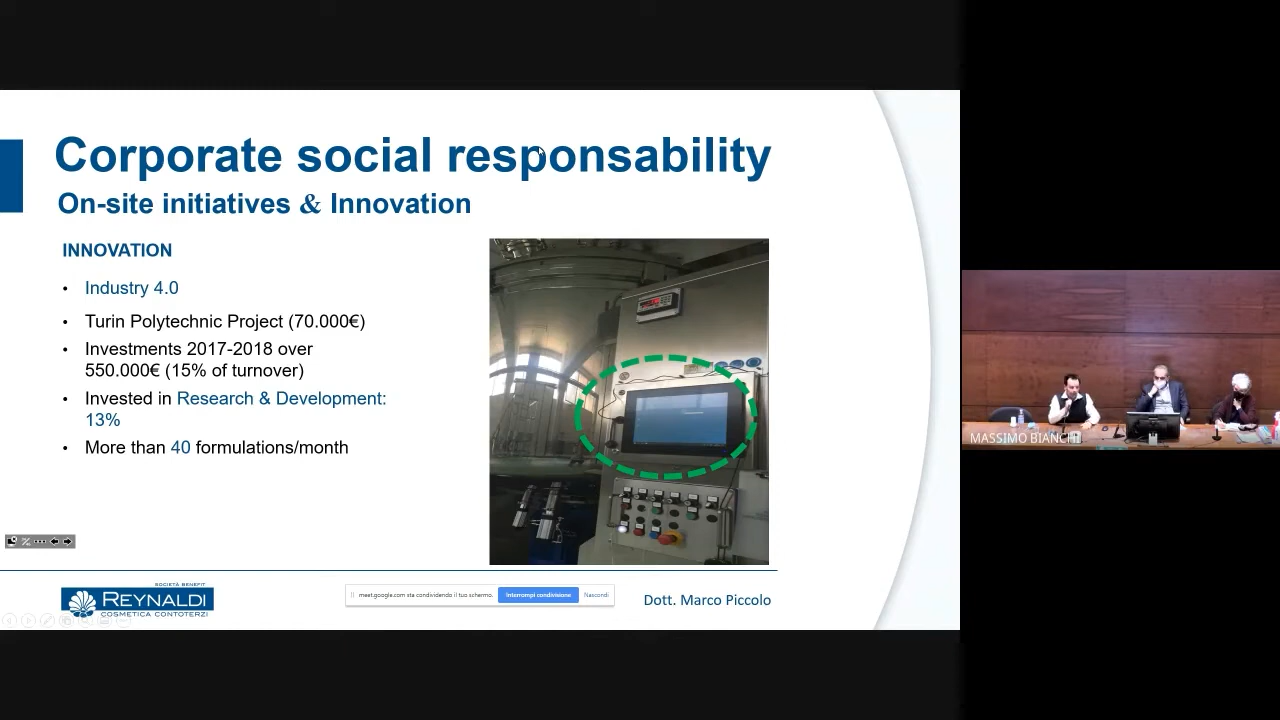 Corporate social responsability
On-site initiatives & Innovation
INNOVATION
• Industry 4.0
• Turin Polytechnic Project (70.000€)
• Investments 2017-2018 over
550.000€ (15% of turnover)
• Invested in Research & Development:
13%
• More than 40 formulations/month
MASSIMO BIANCHI
SOCIETÀ BENEFIT
REYNALDI
COSMETICA CONTOTERZI
meet.google.com sta condividendo il tuo schermo.
Interrompi condivisione
Nascondi
Dott. Marco Piccolo